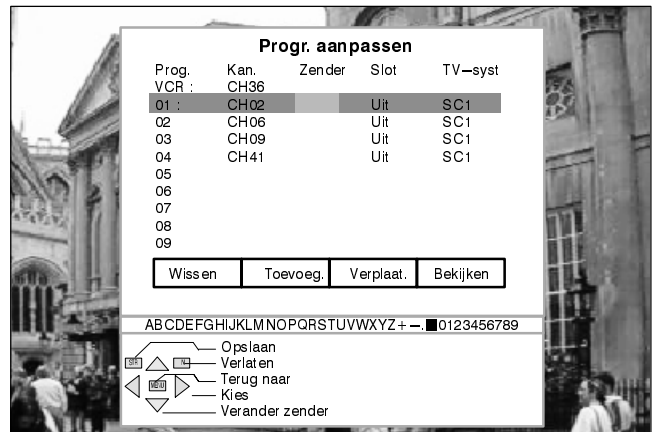 Progr. aanpassen
Prog. Kan. Zender Slot TV–syst
VCR : CH36
01 : CH02 Uit SC1
02 CH06 Uit SC1
03 CH09 Uit SC1
04 CH41 Uit SC1
05
06
07
08
09
Wissen Toevoeg. Verplaat. Bekijken
ABCDEFGHIJKLMNOPQRSTUVWXYZ+–.■0123456789
Opslaan
STR N Verlaten
MENU Terug naar
Kies
Verander zender